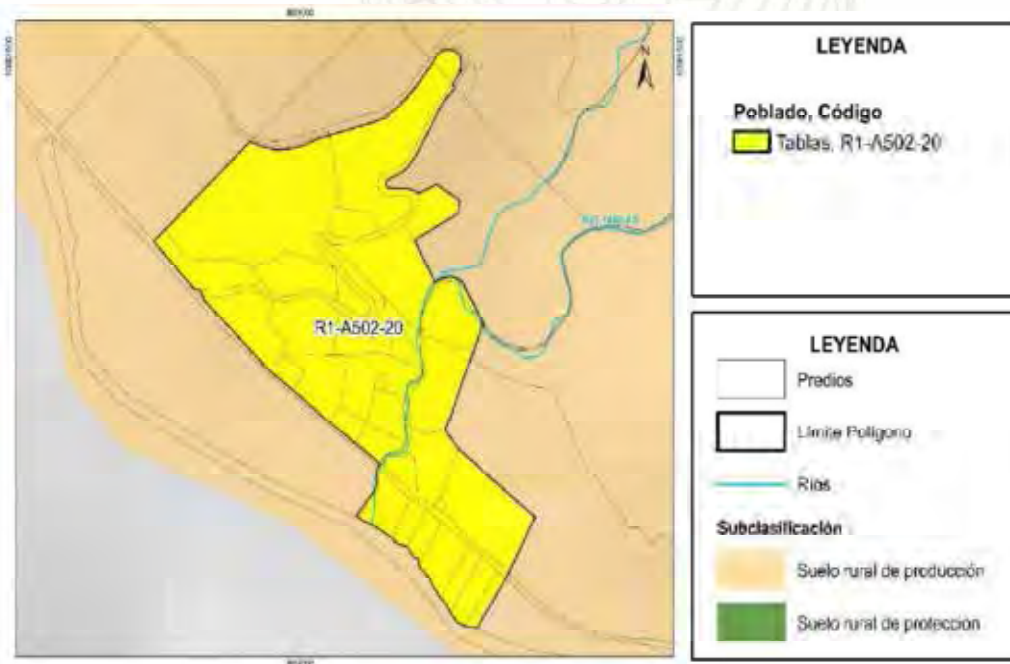 N
R1-A502-20
LEYENDA
Poblado, Código
Tablas, R1-A502-20
LEYENDA
Predios
Límite Polígono
Ríos
Subclasificación
Suelo rural de producción
Suelo rural de protección